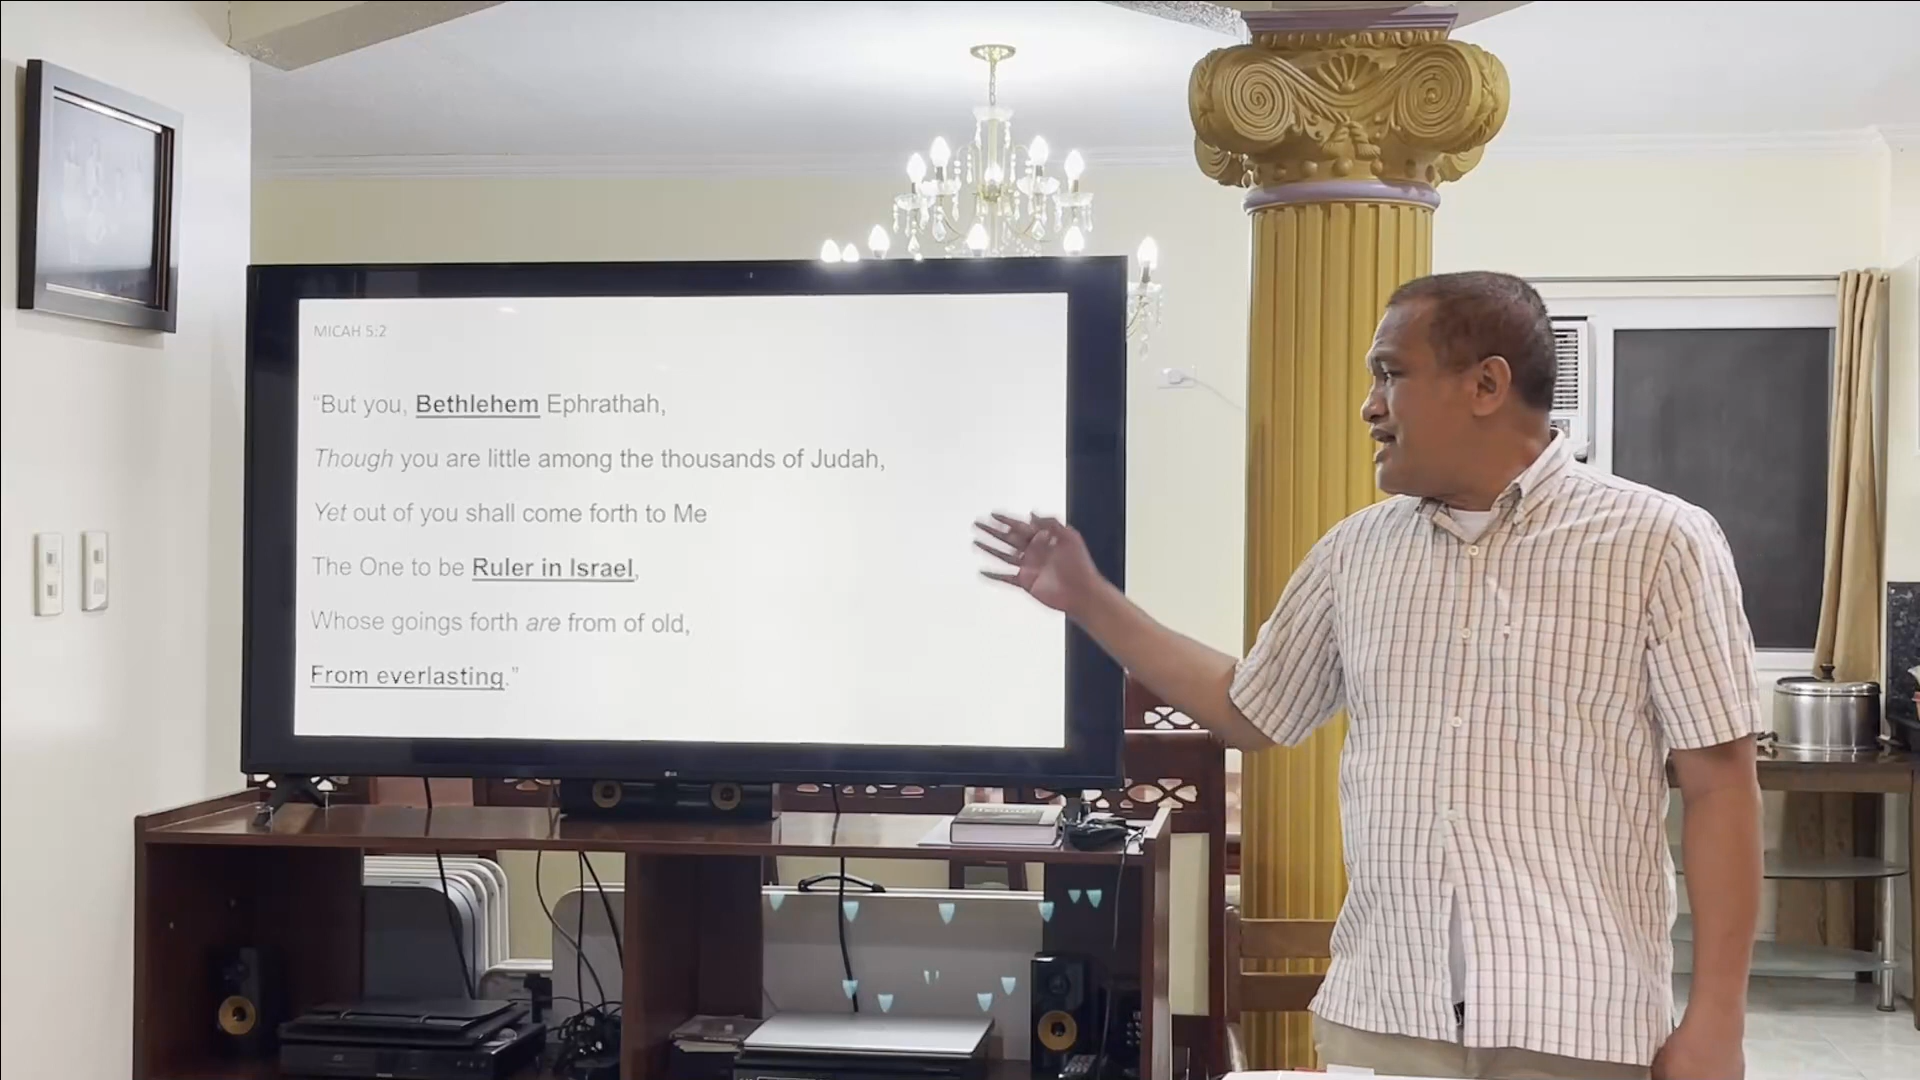 MICAH 5:2
“But you, Bethlehem Ephrathah,
Though you are little among the thousands of Judah,
Yet out of you shall come forth to Me
The One to be Ruler in Israel,
Whose goings forth are from of old,
From everlasting.”
LG